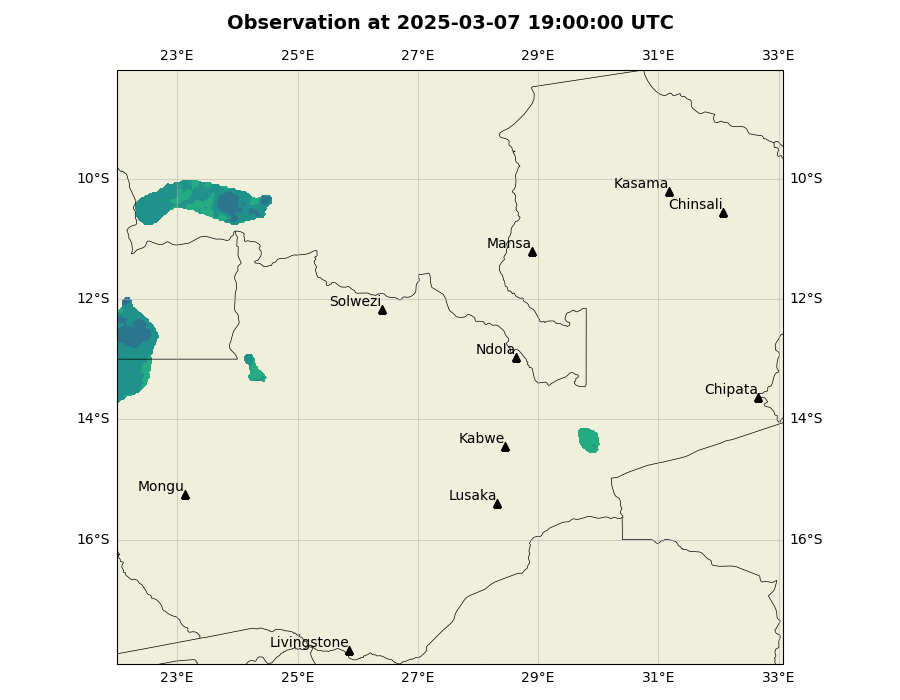 Observation at 2025-03-07 19:00:00 UTC
23°E 25°E 27°E 29°E 31°E 33°E
10°S 10°S
Kasama
Chinsali
Mansa
12°S 12°S
Solwezi
Ndola
Chipata
14°S 14°S
Kabwe
Mongu
Lusaka
16°S 16°S
Livingstone
23°E 25°E 27°E 29°E 31°E 33°E